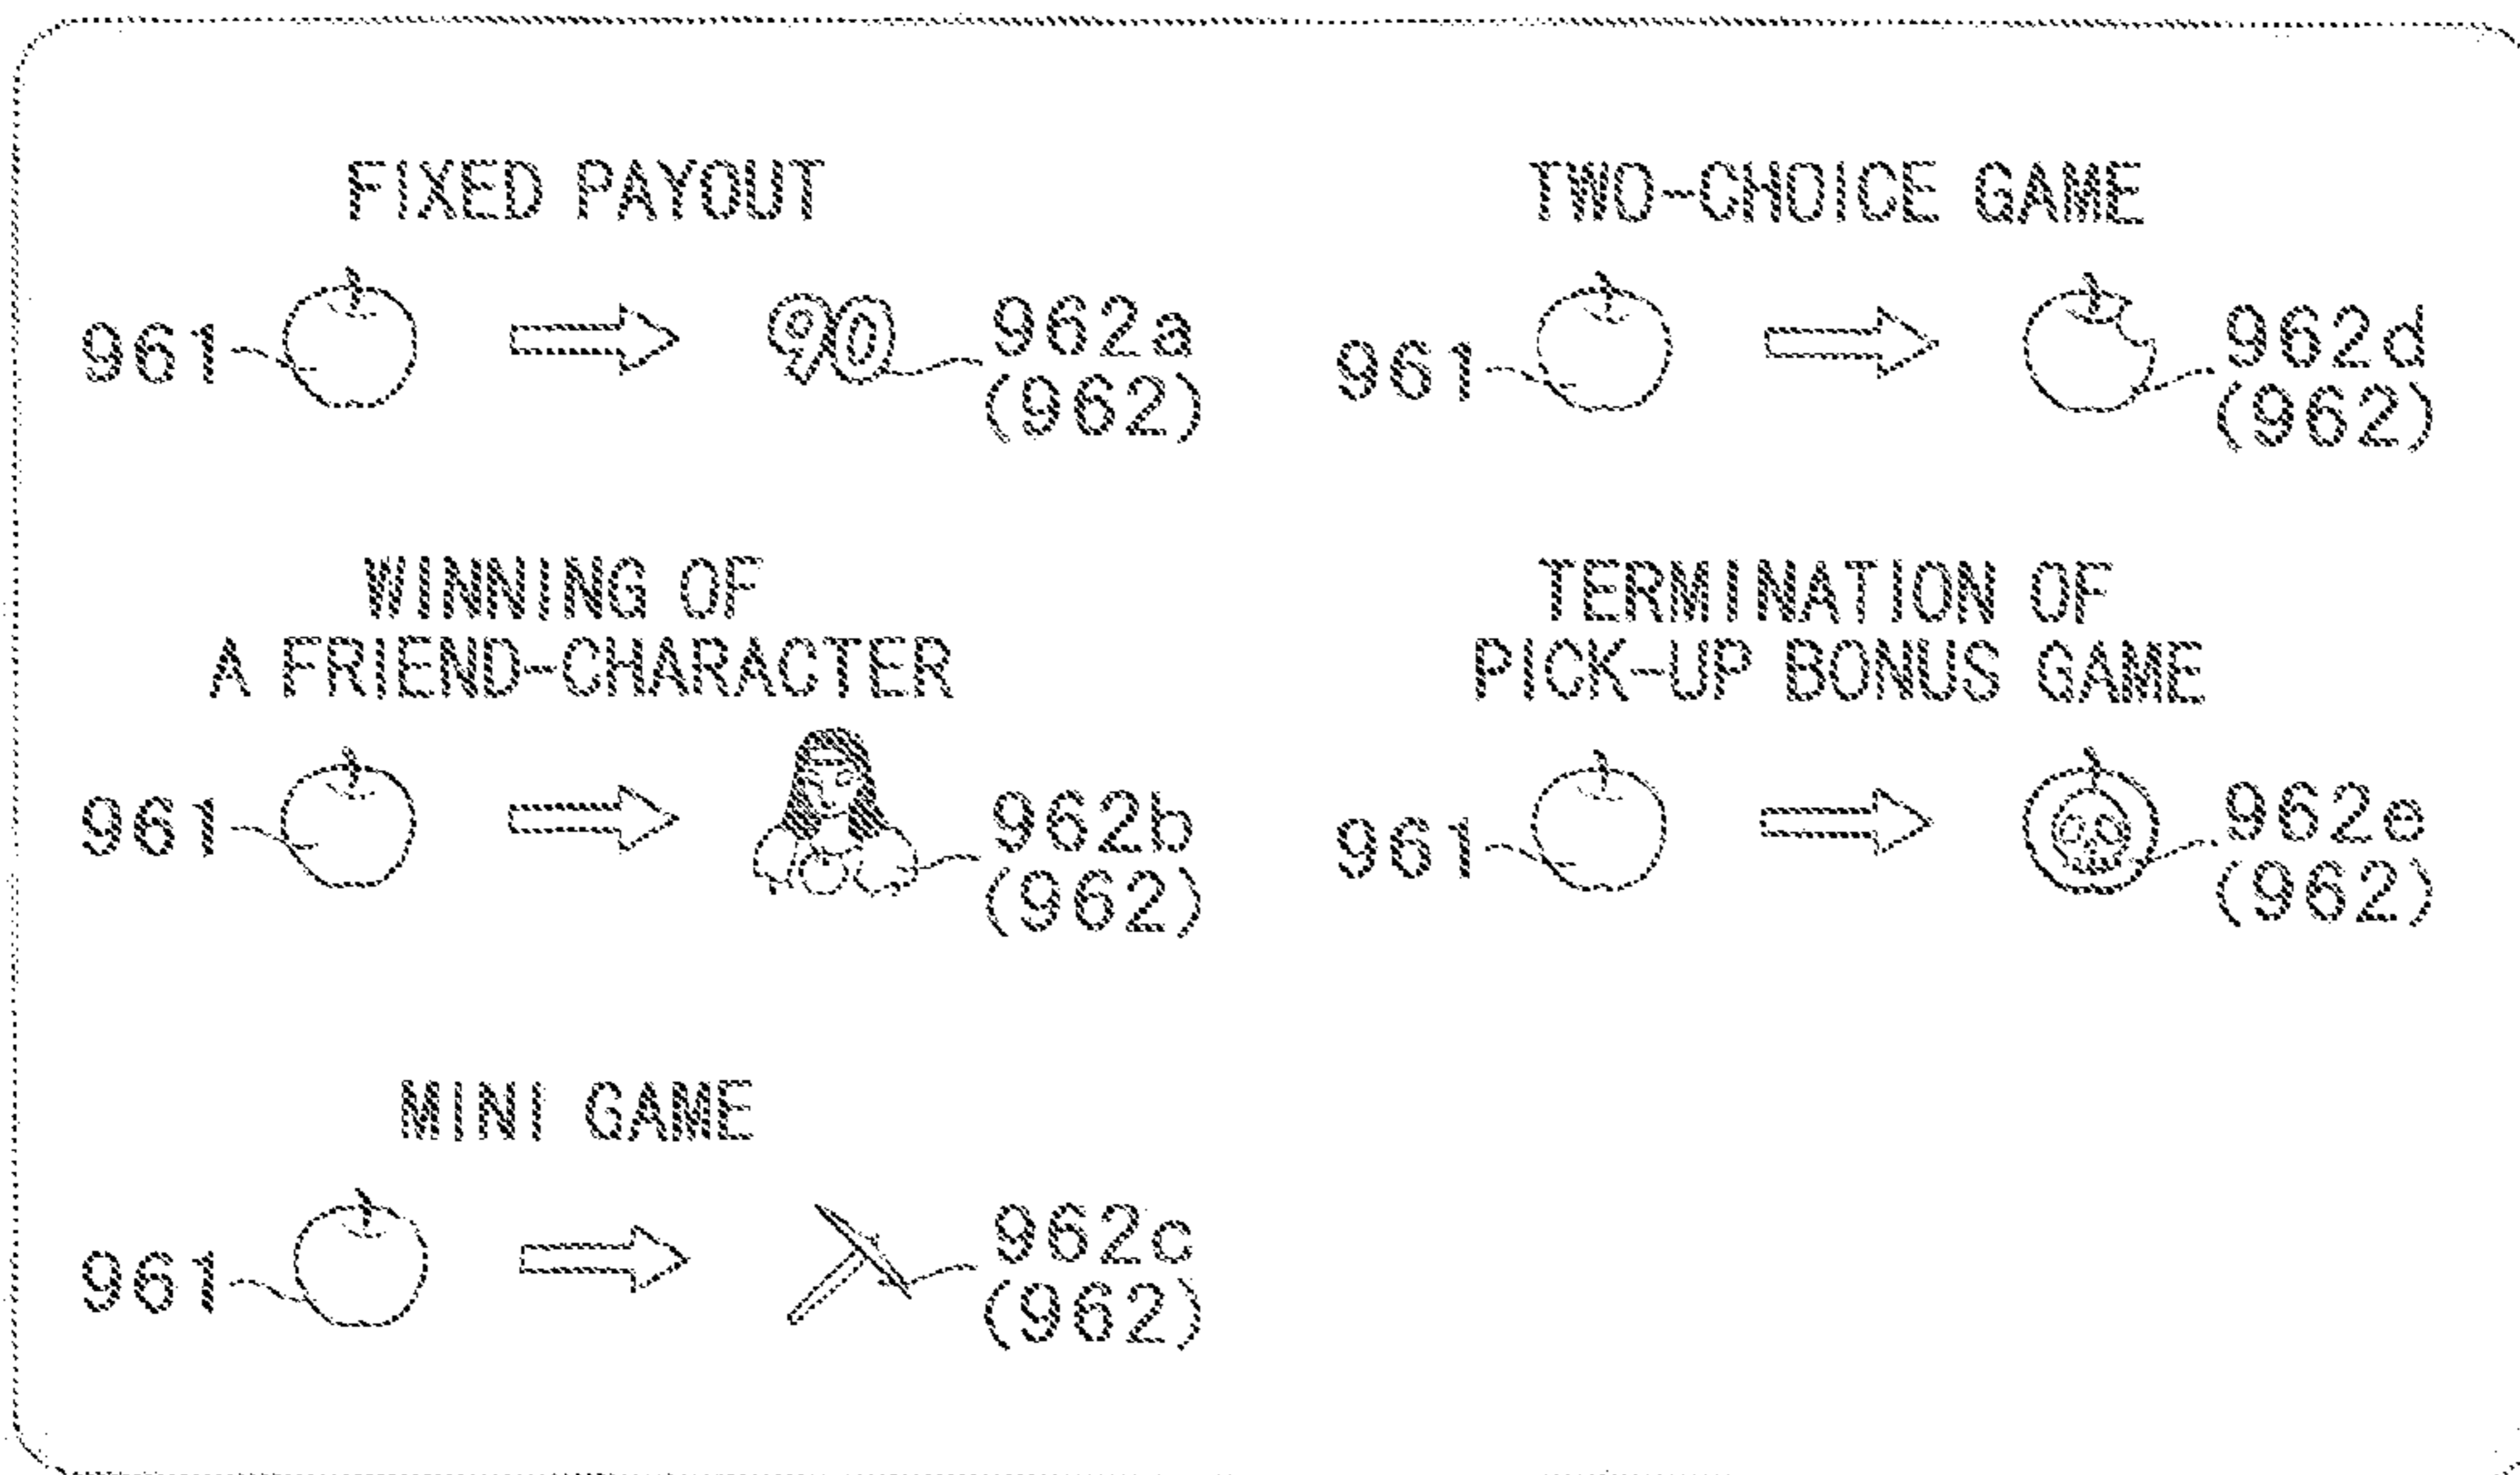 FIXED PAYOUT
961
90
962a
(962)
TWO-CHOICE GAME
961
962d
(962)
WINNING OF
A FRIEND-CHARACTER
961
962b
(962)
TERMINATION OF
PICK-UP BONUS GAME
961
962e
(962)
MINI GAME
961
962c
(962)